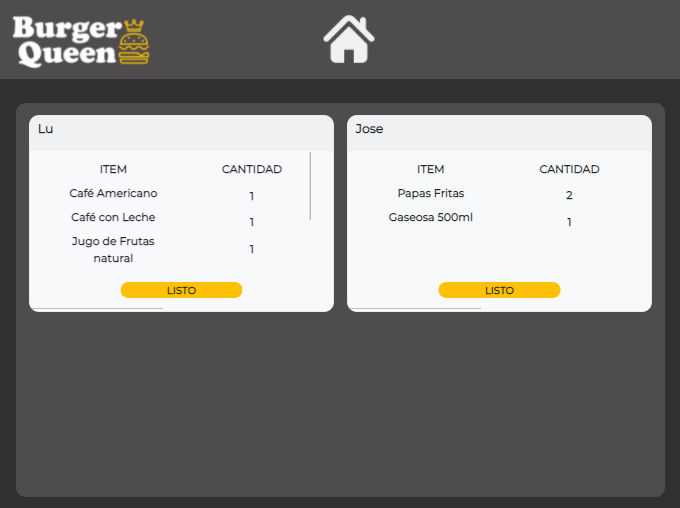 Burger
Queen
Lu
ITEM CANTIDAD
Café Americano 1
Café con Leche 1
Jugo de Frutas
natural 1
LISTO
Jose
ITEM CANTIDAD
Papas Fritas 2
Gaseosa 500ml 1
LISTO